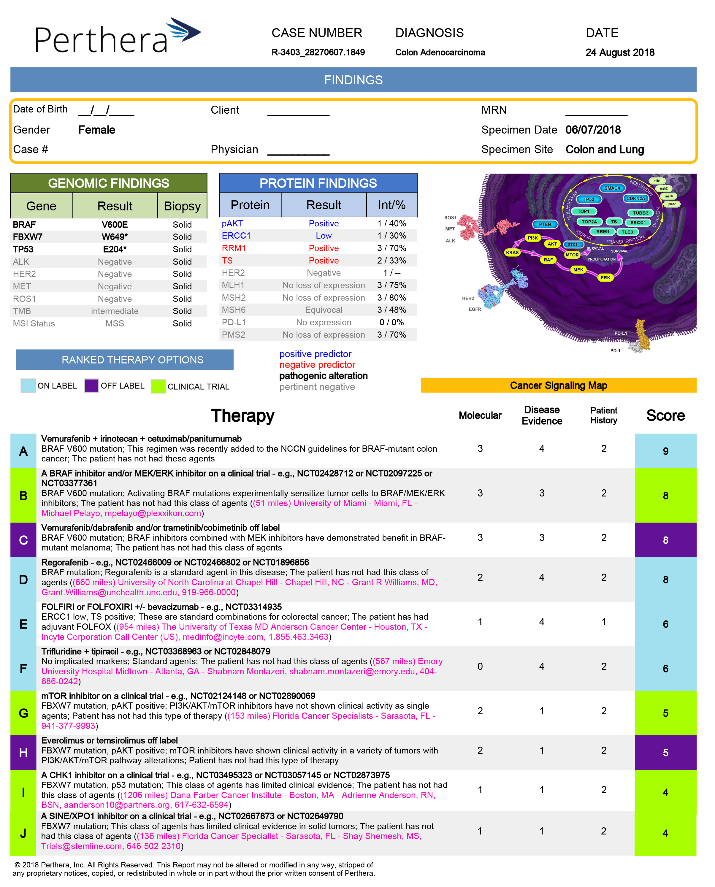 Perthera
CASE NUMBER
DIAGNOSIS
DATE
R-3403_28270607.1849
Colon Adenocarcinoma
24 August 2018
FINDINGS
Date of Birth __/__/____
Client __________
MRN __________
Gender Female
Specimen Date 06/07/2018
Case #
Physician __________
Specimen Site Colon and Lung
GENOMIC FINDINGS
Gene Result Biopsy
BRAF V600E Solid
FBXW7 W649* Solid
TP53 E204* Solid
ALK Negative Solid
HER2 Negative Solid
MET Negative Solid
ROS1 Negative Solid
TMB intermediate Solid
MSI Status MSS Solid
PROTEIN FINDINGS
Protein Result Int/%
pAKT Positive 1 / 40%
ERCC1 Low 1 / 30%
RRM1 Positive 3 / 70%
TS Positive 2 / 33%
HER2 Negative 1 / --
MLH1 No loss of expression 3 / 75%
MSH2 No loss of expression 3 / 80%
MSH6 Equivocal 3 / 48%
PD-L1 No expression 0 / 0%
PMS2 No loss of expression 3 / 70%
ROS1
MET
ALK
HER2
EGFR
PTEN
PI3K
AKT
MTOR
KRAS
RAF
MEK
ERK
TOP1
TUBB3
TOP2A
TS
ERCC
RRM1
TLE3
PROLIFERATION
PD-L1
PD-1
RANKED THERAPY OPTIONS
positive predictor
negative predictor
pathogenic alteration
pertinent negative
ON LABEL
OFF LABEL
CLINICAL TRIAL
Cancer Signaling Map
Therapy Molecular Disease Evidence Patient History Score
A
Vemurafenib + irinotecan + cetuximab/panitumumab
BRAF V600 mutation; This regimen was recently added to the NCCN guidelines for BRAF-mutant colon
cancer; The patient has not had these agents
3 4 2 9
B
A BRAF inhibitor and/or MEK/ERK inhibitor on a clinical trial - e.g., NCT02428712 or NCT02097225 or
NCT03377361
BRAF V600 mutation; Activating BRAF mutations experimentally sensitize tumor cells to BRAF/MEK/ERK
inhibitors; The patient has not had this class of agents ((51 miles) University of Miami - Miami, FL -
Michael Pelayo, mpelayo@plexxikon.com)
3 3 2 8
C
Vemurafenib/dabrafenib and/or trametinib/cobimetinib off label
BRAF V600 mutation; BRAF inhibitors combined with MEK inhibitors have demonstrated benefit in BRAF-
mutant melanoma; The patient has not had this class of agents
3 3 2 8
D
Regorafenib - e.g., NCT02466009 or NCT02466802 or NCT01896856
BRAF mutation; Regorafenib is a standard agent in this disease; The patient has not had this class of
agents ((660 miles) University of North Carolina at Chapel Hill - Chapel Hill, NC - Grant R Williams, MD,
Grant.Williams@unchealth.unc.edu, 919-966-0000)
2 4 2 8
E
FOLFIRI or FOLFOXIRI +/- bevacizumab - e.g., NCT03314935
ERCC1 low, TS positive; These are standard combinations for colorectal cancer; The patient has had
adjuvant FOLFOX ((954 miles) The University of Texas MD Anderson Cancer Center - Houston, TX -
Incyte Corporation Call Center (US), medinfo@incyte.com, 1.855.463.3463)
1 4 1 6
F
Trifluridine + tipiracil - e.g., NCT03368963 or NCT02848079
No implicated markers; Standard agents; The patient has not had this class of agents ((567 miles) Emory
University Hospital Midtown - Atlanta, GA - Shabnam Montazeri, shabnam.montazeri@emory.edu, 404-
686-0242)
0 4 2 6
G
mTOR inhibitor on a clinical trial - e.g., NCT02124148 or NCT02890069
FBXW7 mutation, pAKT positive; PI3K/AKT/mTOR inhibitors have not shown clinical activity as single
agents; Patient has not had this type of therapy ((153 miles) Florida Cancer Specialists - Sarasota, FL -
941-377-9993)
2 1 2 5
H
Everolimus or temsirolimus off label
FBXW7 mutation, pAKT positive; mTOR inhibitors have shown clinical activity in a variety of tumors with
PI3K/AKT/mTOR pathway alterations; Patient has not had this type of therapy
2 1 2 5
I
A CHK1 inhibitor on a clinical trial - e.g., NCT03495323 or NCT03057145 or NCT02873975
FBXW7 mutation, p53 mutation; This class of agents has limited clinical evidence; The patient has not had
this class of agents ((1206 miles) Dana Farber Cancer Institute - Boston, MA - Adrienne Anderson, RN,
BSN, aanderson10@partners.org, 617-632-6594)
1 1 2 4
J
A SINE/XPO1 inhibitor on a clinical trial - e.g., NCT02667873 or NCT02649790
FBXW7 mutation; This class of agents has limited clinical evidence in solid tumors; The patient has not
had this class of agents ((136 miles) Florida Cancer Specialist - Sarasota, FL - Shay Shemesh, MS,
Trials@stemline.com, 646 502 2310)
1 1 2 4
© 2018 Perthera, Inc. All Rights Reserved. This Report may not be altered or modified in any way, stripped of
any proprietary notices, copied, or redistributed in whole or in part without the prior written consent of Perthera.